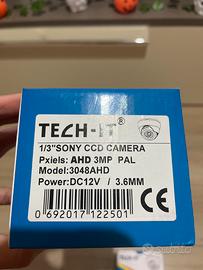 TECH-IT
1/3"SONY CCD CAMERA
Pxiels: AHD 3MP PAL
Model:3048AHD
Power:DC12V / 3.6MM
0 692017 122501
subito